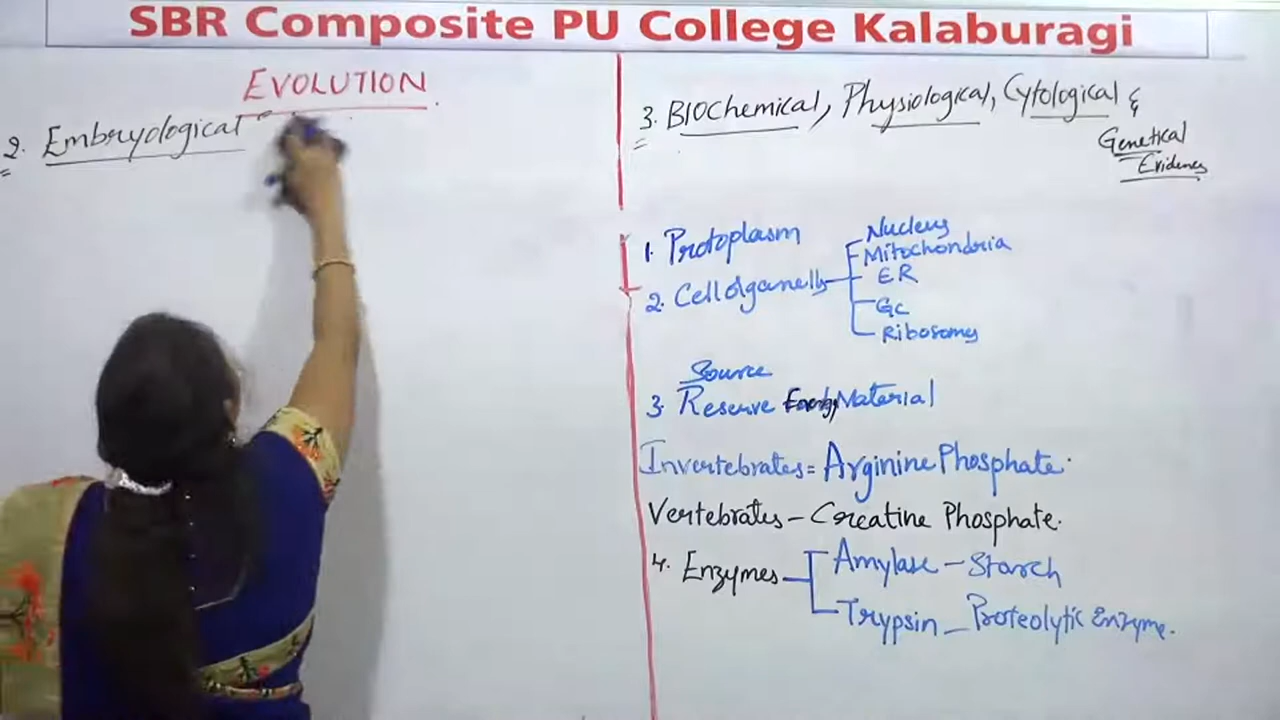 SBR Composite PU College Kalaburagi
EVOLUTION
2. Embryological
3. BIOchemical, Physiological, Cytological &
Genetical
Evidences
1. Protoplasm
2. Cell organells
Nucleus
Mitochondria
ER
GC
Ribosomes
Source
3. Reserve Material
Invertebrates = Arginine Phosphate.
Vertebrates - Creatine Phosphate.
4. Enzymes
Amylase - Starch
Trypsin - Proteolytic Enzyme.